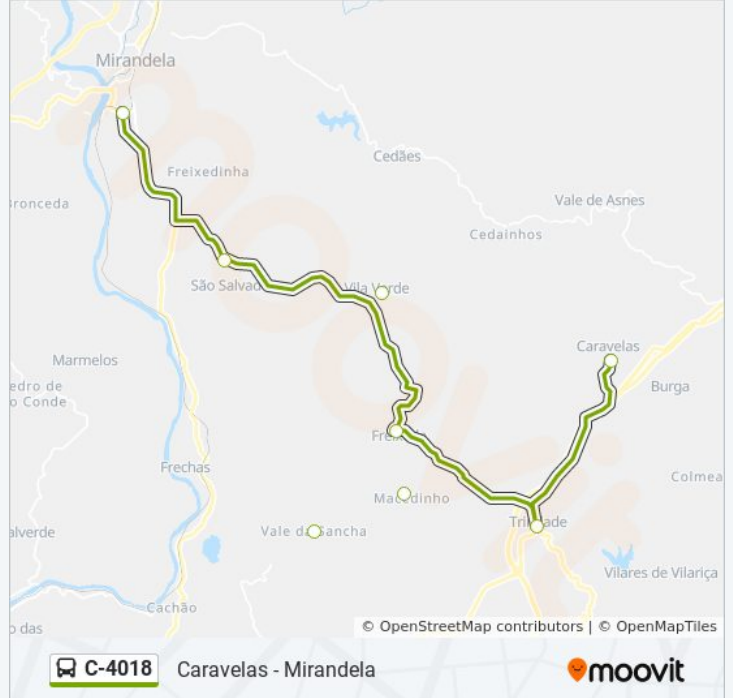 Mirandela
Cedães
Freixedinha
Vale de Asnes
Cedainhos
São Salvad
Vila Verde
Caravelas
Marmelos
Burga
edro de
o Conde
Frechas
Colmea
Macedinho
Vale da Sancha
alverde
Vilares de Vilariça
Cachão
o das
© OpenStreetMap contributors | © OpenMapTiles
C-4018 Caravelas - Mirandela moovit